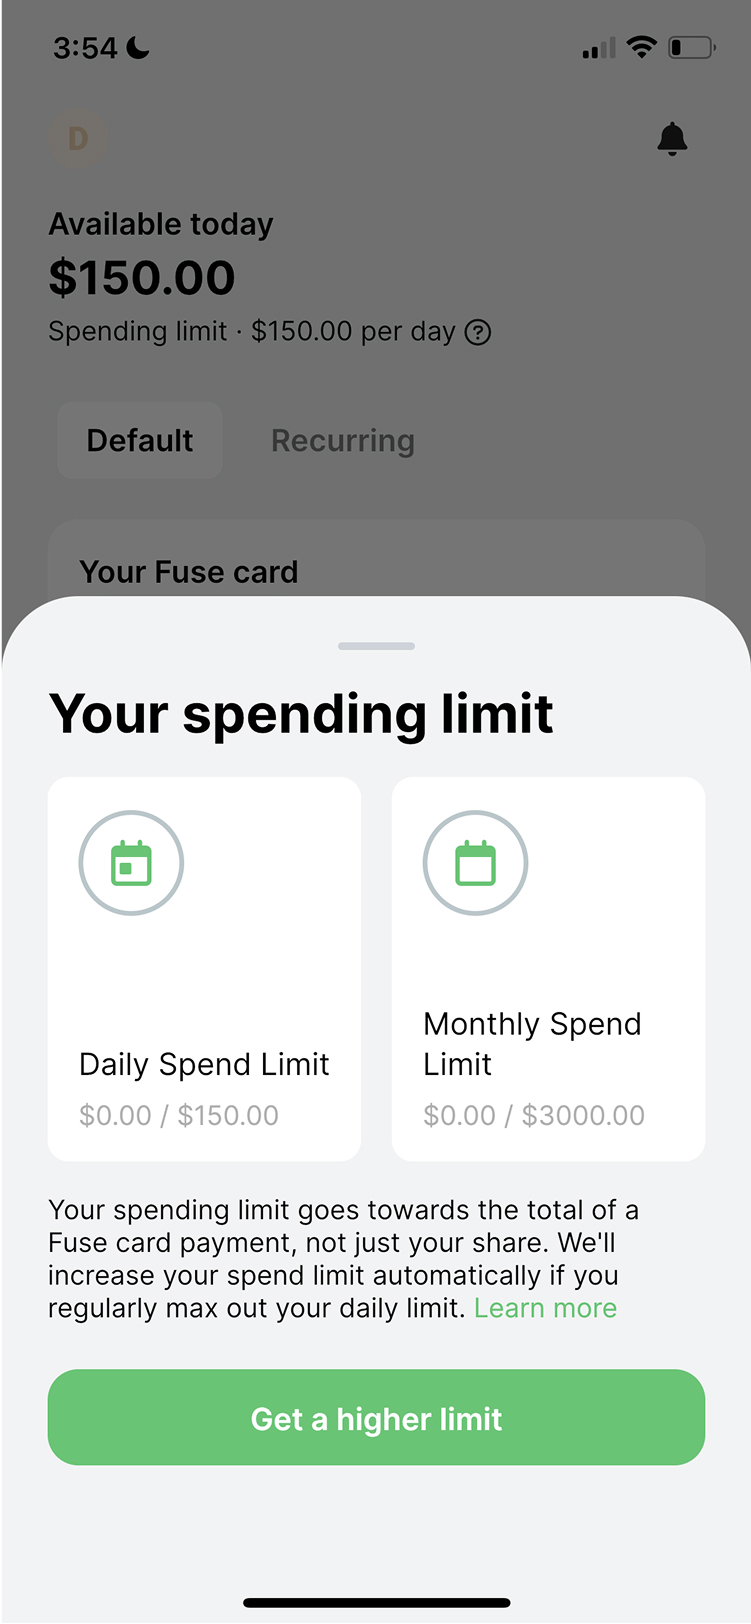 3:54
D
Available today
$150.00
Spending limit · $150.00 per day ?
Default
Recurring
Your Fuse card
Your spending limit
Daily Spend Limit
$0.00 / $150.00
Monthly Spend
Limit
$0.00 / $3000.00
Your spending limit goes towards the total of a
Fuse card payment, not just your share. We'll
increase your spend limit automatically if you
regularly max out your daily limit. Learn more
Get a higher limit